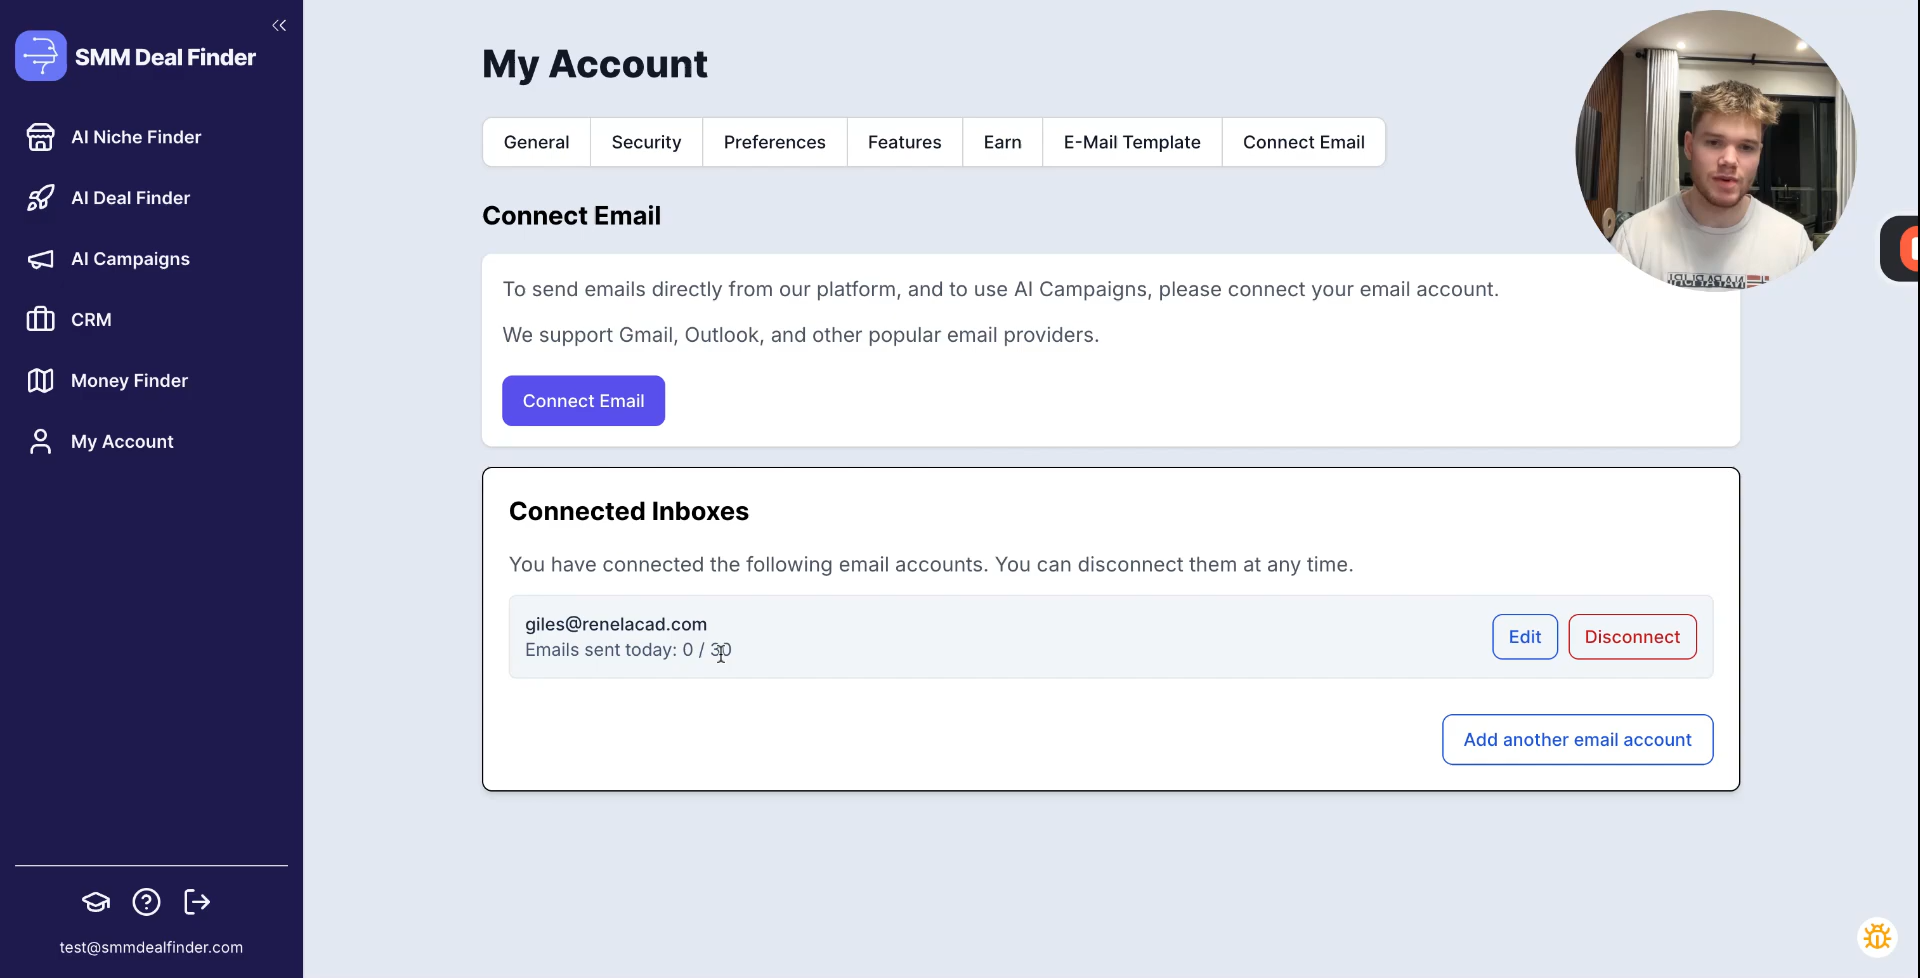 SMM Deal Finder
AI Niche Finder
AI Deal Finder
AI Campaigns
CRM
Money Finder
My Account
test@smmdealfinder.com
My Account
General
Security
Preferences
Features
Earn
E-Mail Template
Connect Email
Connect Email
To send emails directly from our platform, and to use AI Campaigns, please connect your email account.
We support Gmail, Outlook, and other popular email providers.
Connect Email
Connected Inboxes
You have connected the following email accounts. You can disconnect them at any time.
giles@renelacad.com
Emails sent today: 0 / 30
Edit
Disconnect
Add another email account
NAPAPIJRI